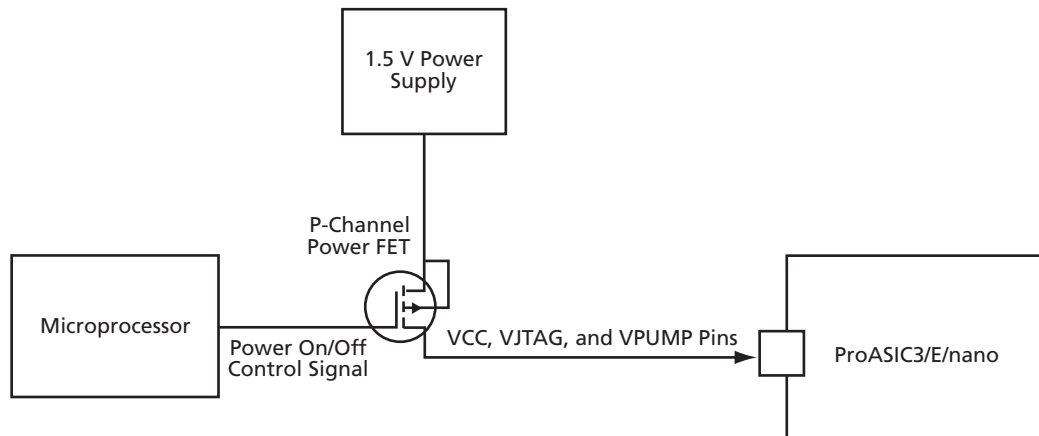 1.5 V Power
Supply
P-Channel
Power FET
Microprocessor
Power On/Off
Control Signal
VCC, VJTAG, and VPUMP Pins
ProASIC3/E/nano